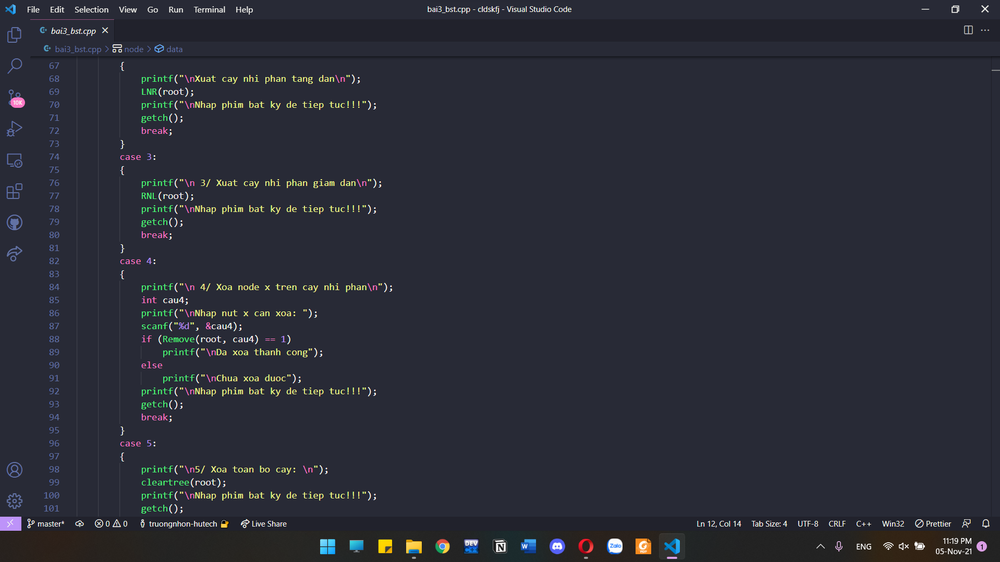 File Edit Selection View Go Run Terminal Help
bai3_bst.cpp - cldskfj - Visual Studio Code
bai3_bst.cpp
bai3_bst.cpp > node > data
67 {
68 printf("\nXuat cay nhi phan tang dan\n");
69 LNR(root);
70 printf("\nNhap phim bat ky de tiep tuc!!!");
71 getch();
72 break;
73 }
74 case 3:
75 {
76 printf("\n 3/ Xuat cay nhi phan giam dan\n");
77 RNL(root);
78 printf("\nNhap phim bat ky de tiep tuc!!!");
79 getch();
80 break;
81 }
82 case 4:
83 {
84 printf("\n 4/ Xoa node x tren cay nhi phan\n");
85 int cau4;
86 printf("\nNhap nut x can xoa: ");
87 scanf("%d", &cau4);
88 if (Remove(root, cau4) == 1)
89 printf("\nDa xoa thanh cong");
90 else
91 printf("\nChua xoa duoc");
92 printf("\nNhap phim bat ky de tiep tuc!!!");
93 getch();
94 break;
95 }
96 case 5:
97 {
98 printf("\n5/ Xoa toan bo cay: \n");
99 cleartree(root);
100 printf("\nNhap phim bat ky de tiep tuc!!!");
101 getch();
10K
master* 0 0 truongnhon-hutech Live Share
Ln 12, Col 14 Tab Size: 4 UTF-8 CRLF C++ Win32 Prettier
DEV C++
N
W
Zalo
PDF
ENG
11:19 PM
05-Nov-21
1